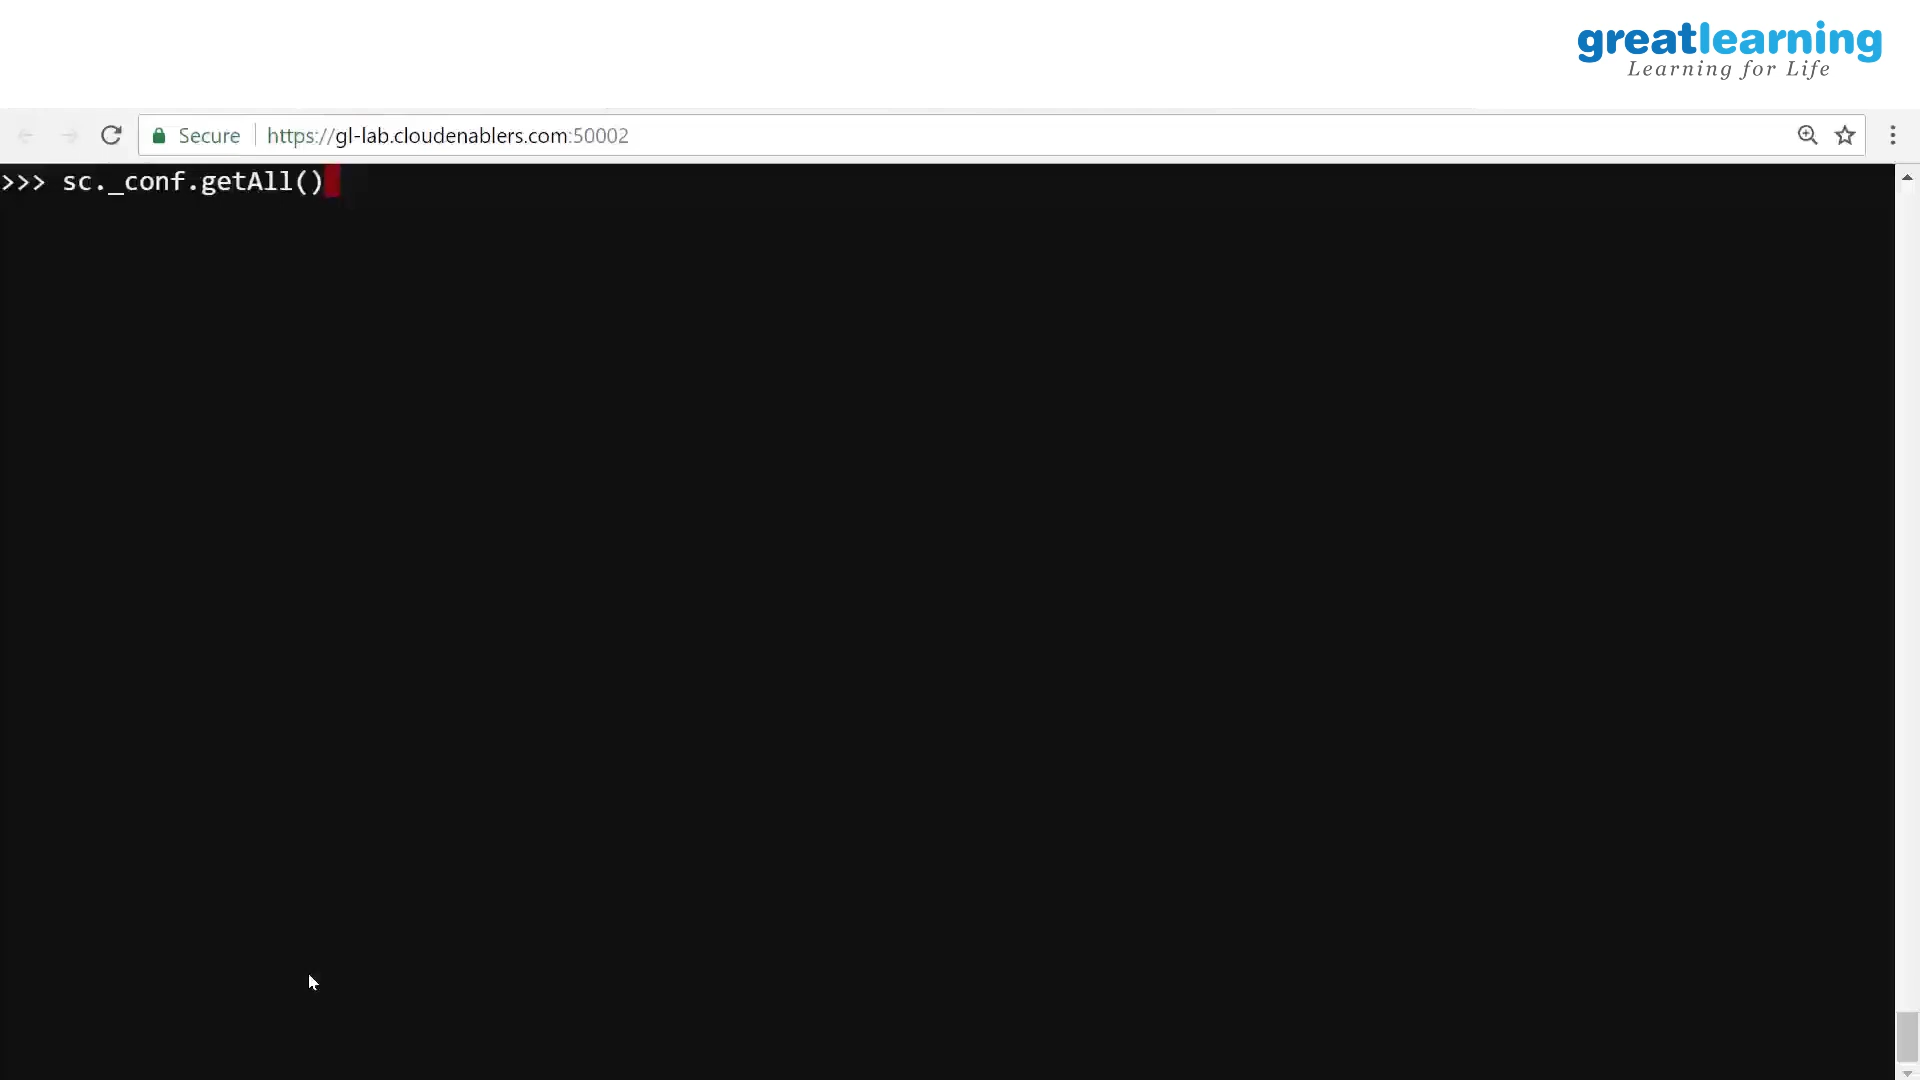 greatlearning
Learning for Life
Secure https://gl-lab.cloudenablers.com:50002
>>> sc._conf.getAll()